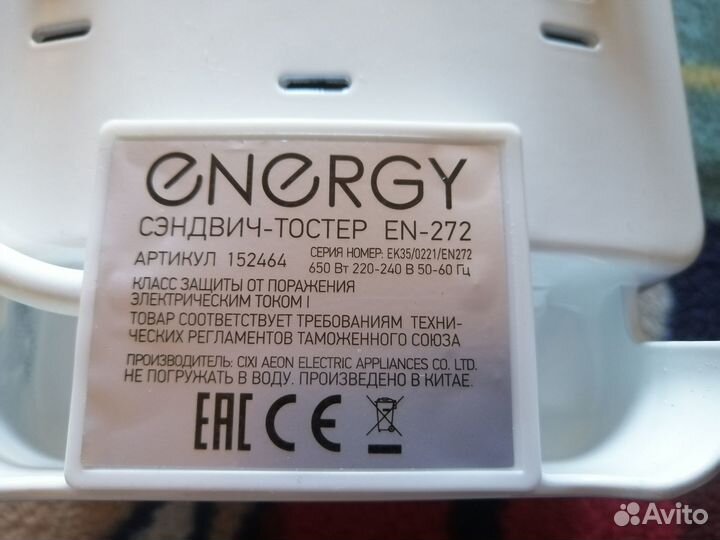 eNeRGY
СЭНДВИЧ-ТОСТЕР EN-272
АРТИКУЛ 152464 СЕРИЯ НОМЕР: EK35/0221/EN272
650 Вт 220-240 В 50-60 Гц
КЛАСС ЗАЩИТЫ ОТ ПОРАЖЕНИЯ
ЭЛЕКТРИЧЕСКИМ ТОКОМ I
ТОВАР СООТВЕТСТВУЕТ ТРЕБОВАНИЯМ ТЕХНИ-
ЧЕСКИХ РЕГЛАМЕНТОВ ТАМОЖЕННОГО СОЮЗА
ПРОИЗВОДИТЕЛЬ: CIXI AEON ELECTRIC APPLIANCES CO. LTD.
НЕ ПОГРУЖАТЬ В ВОДУ. ПРОИЗВЕДЕНО В КИТАЕ.
EAC CE
Avito